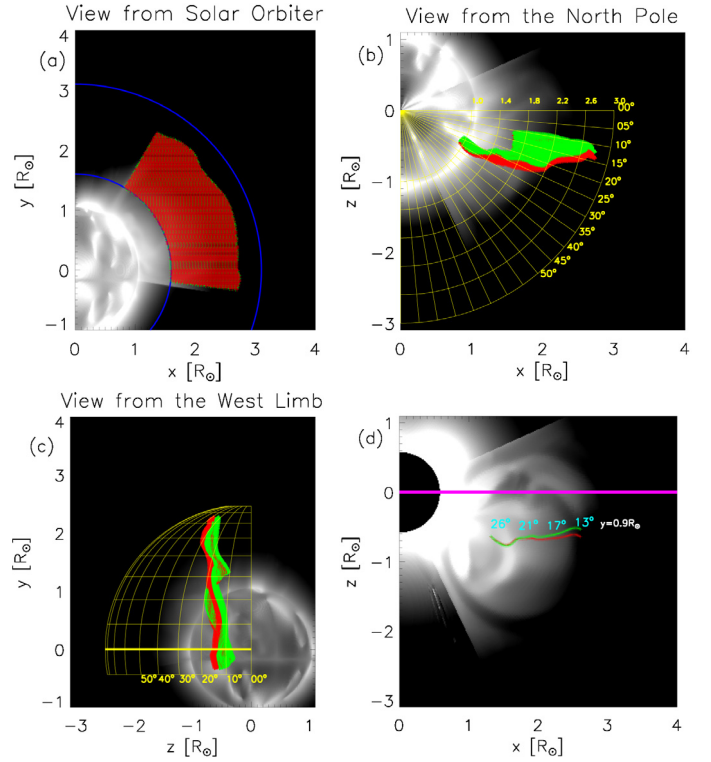 View from Solar Orbiter
(a)
4
3
2
1
0
−1
y [R⊙]
0 1 2 3 4
x [R⊙]
View from the North Pole
(b)
1.4 1.8 2.2 2.6 3.0
00°
05°
10°
15°
20°
25°
30°
35°
40°
45°
50°
0
−1
−2
−3
z [R⊙]
0 1 2 3 4
x [R⊙]
View from the West Limb
(c)
4
3
2
1
0
−1
y [R⊙]
50° 40° 30° 20° 10° 00°
−3 −2 −1 0 1
z [R⊙]
(d)
1
0
−1
−2
−3
z [R⊙]
26° 21° 17° 13° y=0.9R⊙
0 1 2 3 4
x [R⊙]